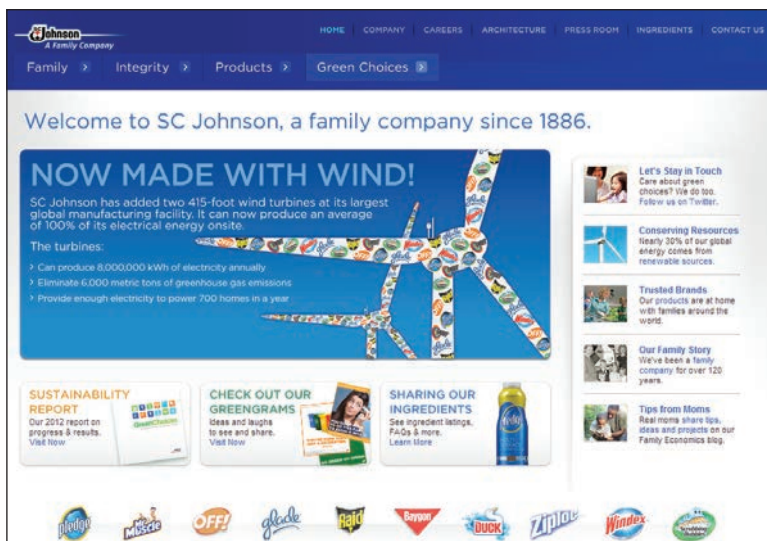 SC Johnson
A Family Company
HOME COMPANY CAREERS ARCHITECTURE PRESS ROOM INGREDIENTS CONTACT US
Family Integrity Products Green Choices
Welcome to SC Johnson, a family company since 1886.
NOW MADE WITH WIND!
SC Johnson has added two 415-foot wind turbines at its largest
global manufacturing facility. It can now produce an average
of 100% of its electrical energy onsite.
The turbines:
Can produce 8,000,000 kWh of electricity annually
Eliminate 6,000 metric tons of greenhouse gas emissions
Provide enough electricity to power 700 homes in a year
Let's Stay in Touch
Care about green
choices? We do too.
Follow us on Twitter.
Conserving Resources
Nearly 30% of our global
energy comes from
renewable sources.
Trusted Brands
Our products are at home
with families around the
world.
Our Family Story
We've been a family
company for over 120
years.
Tips from Moms
Real moms share tips,
ideas and projects on our
Family Economics blog.
SUSTAINABILITY
REPORT
Our 2012 report on
progress & results.
Visit Now
GreenChoices
CHECK OUT OUR
GREENGRAMS
Ideas and laughs
to see and share.
Visit Now
SHARING OUR
INGREDIENTS
See ingredient listings,
FAQs & more.
Learn More
Pledge Mr Muscle OFF! glade Raid Baygon DUCK Ziploc Windex